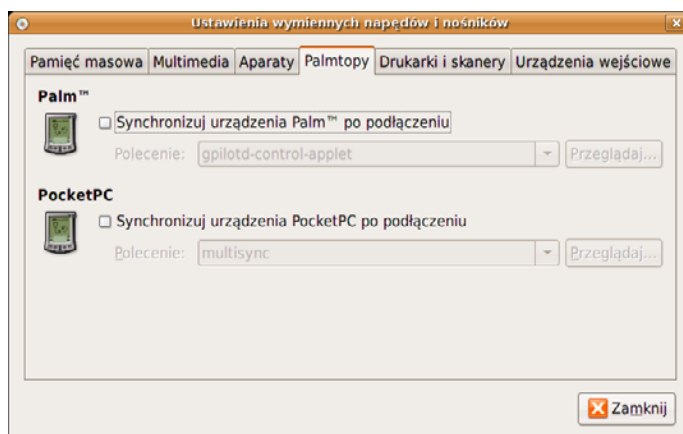 Ustawienia wymiennych napędów i nośników
Pamięć masowa Multimedia Aparaty Palmtopy Drukarki i skanery Urządzenia wejściowe
Palm™
Synchronizuj urządzenia Palm™ po podłączeniu
Polecenie: gpilotd-control-applet Przeglądaj...
PocketPC
Synchronizuj urządzenia PocketPC po podłączeniu
Polecenie: multisync Przeglądaj...
Zamknij